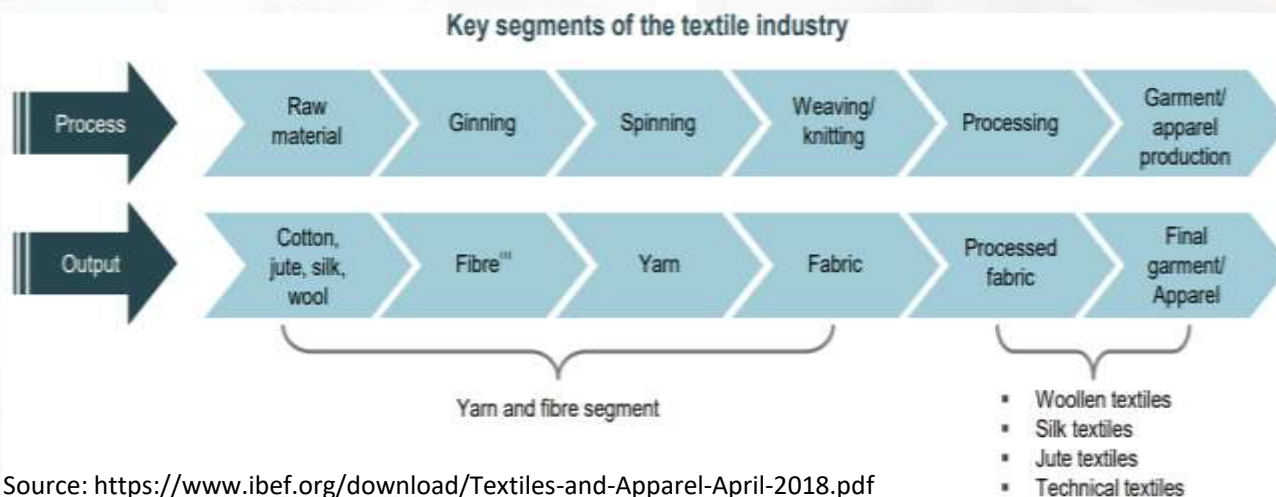 Key segments of the textile industry
Process
Raw
material
Ginning
Spinning
Weaving/
knitting
Processing
Garment/
apparel
production
Output
Cotton,
jute, silk,
wool
Fibre'''
Yarn
Fabric
Processed
fabric
Final
garment/
Apparel
Yarn and fibre segment
▪ Woollen textiles
▪ Silk textiles
▪ Jute textiles
▪ Technical textiles
Source: https://www.ibef.org/download/Textiles-and-Apparel-April-2018.pdf